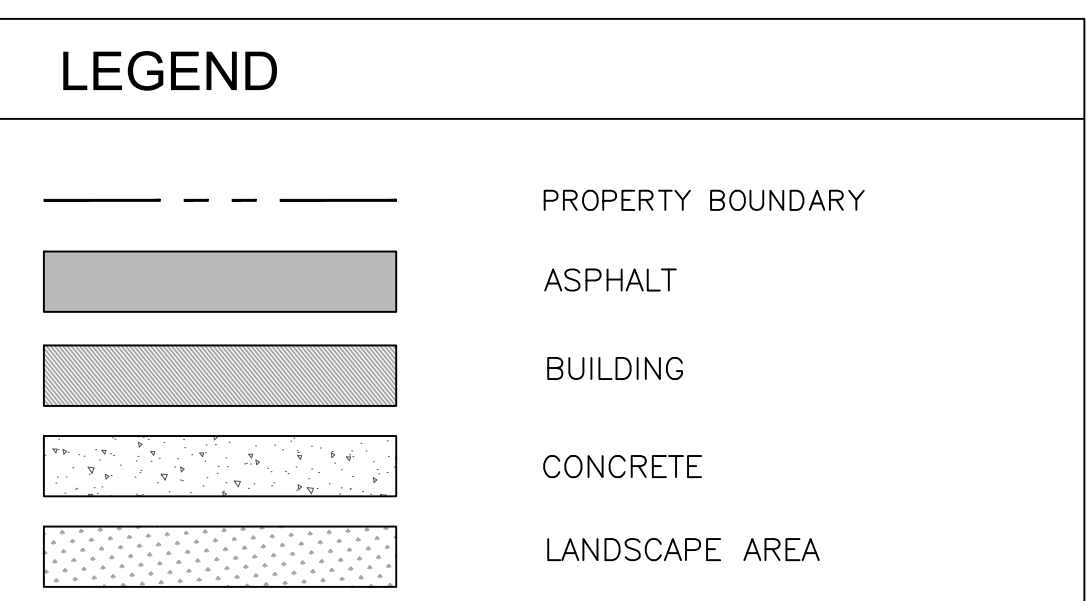 LEGEND
PROPERTY BOUNDARY
ASPHALT
BUILDING
CONCRETE
LANDSCAPE AREA